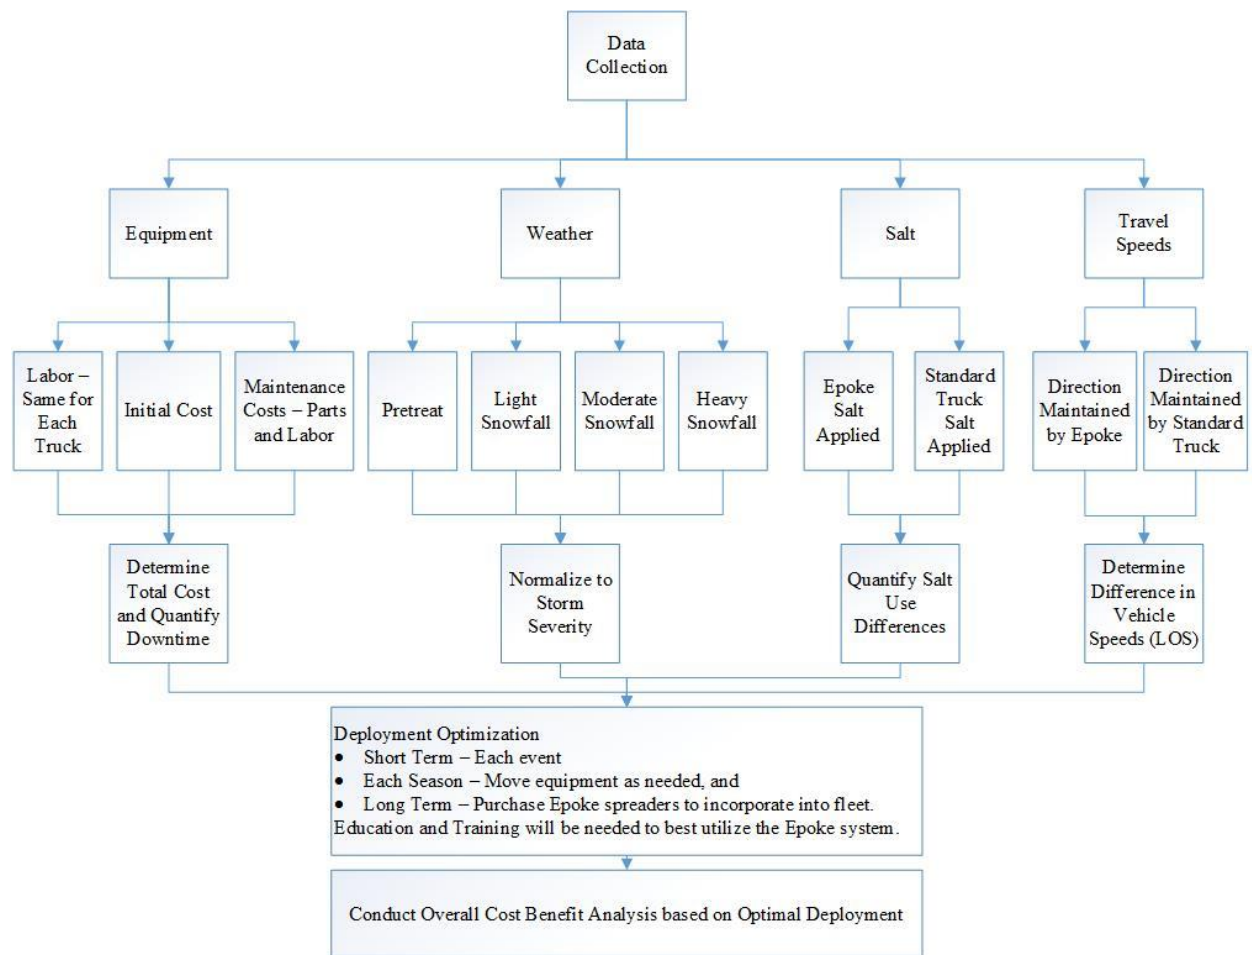 Data
Collection
Equipment
Weather
Salt
Travel
Speeds
Labor –
Same for
Each
Truck
Initial Cost
Maintenance
Costs – Parts
and Labor
Pretreat
Light
Snowfall
Moderate
Snowfall
Heavy
Snowfall
Epoke
Salt
Applied
Standard
Truck
Salt
Applied
Direction
Maintained
by Epoke
Direction
Maintained
by Standard
Truck
Determine
Total Cost
and Quantify
Downtime
Normalize to
Storm
Severity
Quantify Salt
Use
Differences
Determine
Difference in
Vehicle
Speeds (LOS)
Deployment Optimization
● Short Term – Each event
● Each Season – Move equipment as needed, and
● Long Term – Purchase Epoke spreaders to incorporate into fleet.
Education and Training will be needed to best utilize the Epoke system.
Conduct Overall Cost Benefit Analysis based on Optimal Deployment